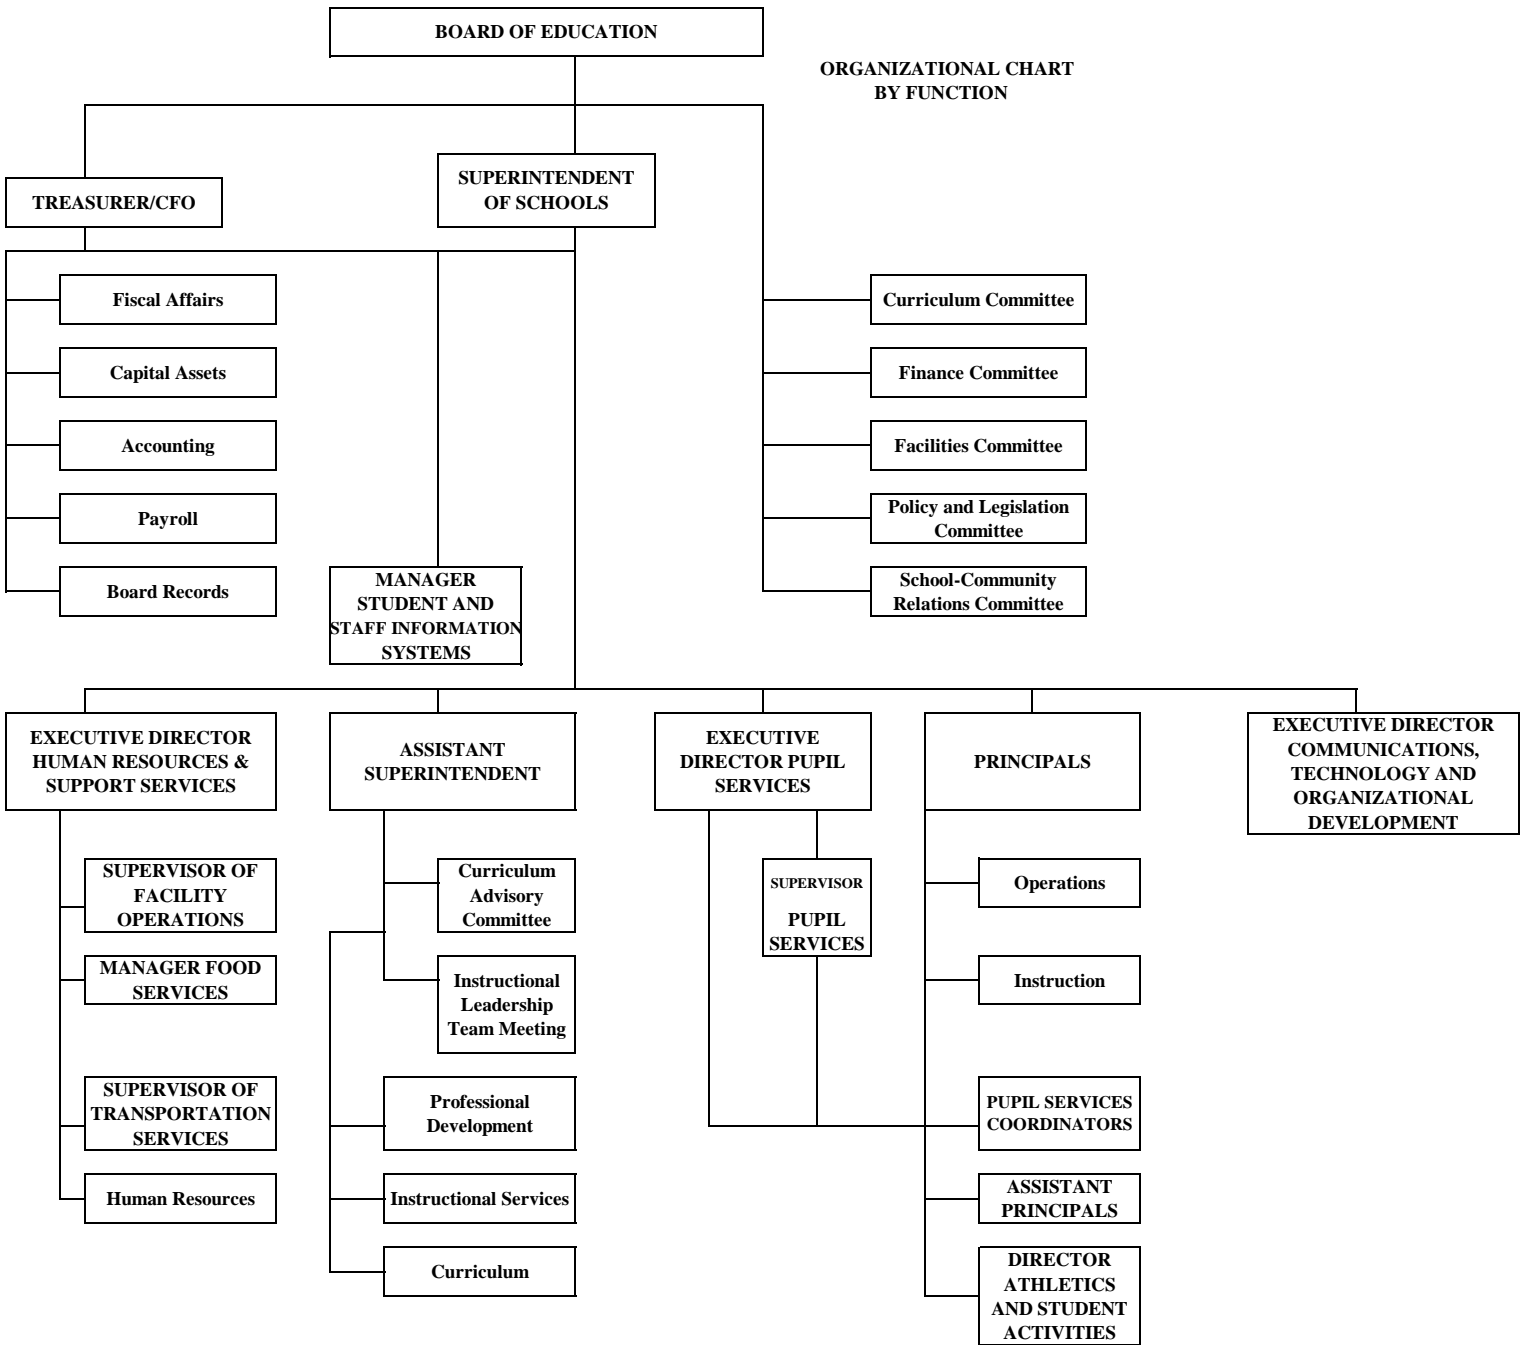 BOARD OF EDUCATION
ORGANIZATIONAL CHART
BY FUNCTION
TREASURER/CFO
SUPERINTENDENT
OF SCHOOLS
Fiscal Affairs
Capital Assets
Accounting
Payroll
Board Records
MANAGER
STUDENT AND
STAFF INFORMATION
SYSTEMS
Curriculum Committee
Finance Committee
Facilities Committee
Policy and Legislation
Committee
School-Community
Relations Committee
EXECUTIVE DIRECTOR
HUMAN RESOURCES &
SUPPORT SERVICES
SUPERVISOR OF
FACILITY
OPERATIONS
MANAGER FOOD
SERVICES
SUPERVISOR OF
TRANSPORTATION
SERVICES
Human Resources
ASSISTANT
SUPERINTENDENT
Curriculum
Advisory
Committee
Instructional
Leadership
Team Meeting
Professional
Development
Instructional Services
Curriculum
EXECUTIVE
DIRECTOR PUPIL
SERVICES
SUPERVISOR
PUPIL
SERVICES
PRINCIPALS
Operations
Instruction
PUPIL SERVICES
COORDINATORS
ASSISTANT
PRINCIPALS
DIRECTOR
ATHLETICS
AND STUDENT
ACTIVITIES
EXECUTIVE DIRECTOR
COMMUNICATIONS,
TECHNOLOGY AND
ORGANIZATIONAL
DEVELOPMENT